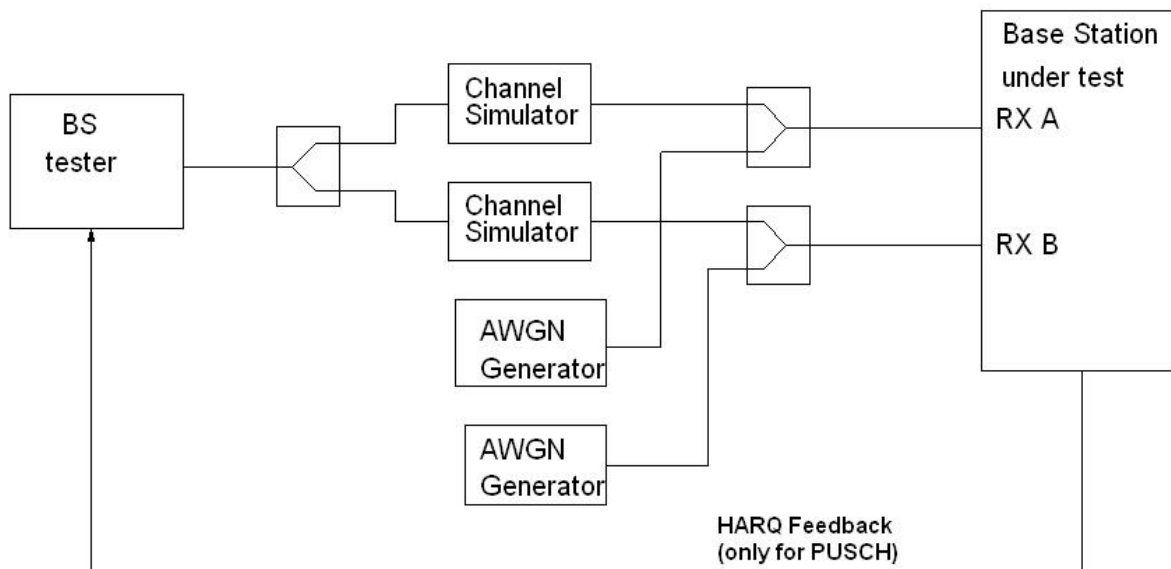 BS
tester
Channel
Simulator
Channel
Simulator
AWGN
Generator
AWGN
Generator
Base Station
under test
RX A
RX B
HARQ Feedback
(only for PUSCH)